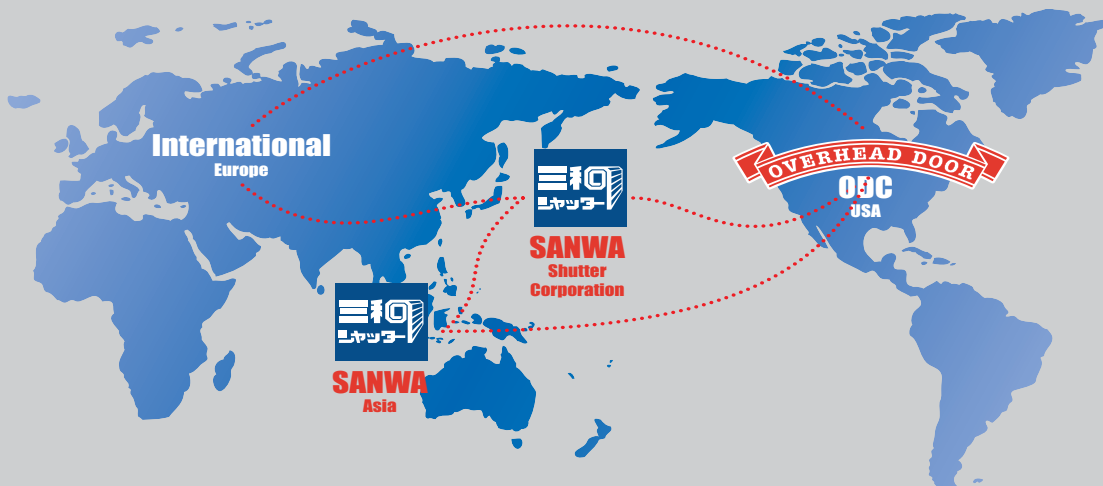 International
Europe
三和
シャッター
SANWA
Shutter
Corporation
OVERHEAD DOOR
ODC
USA
三和
シャッター
SANWA
Asia